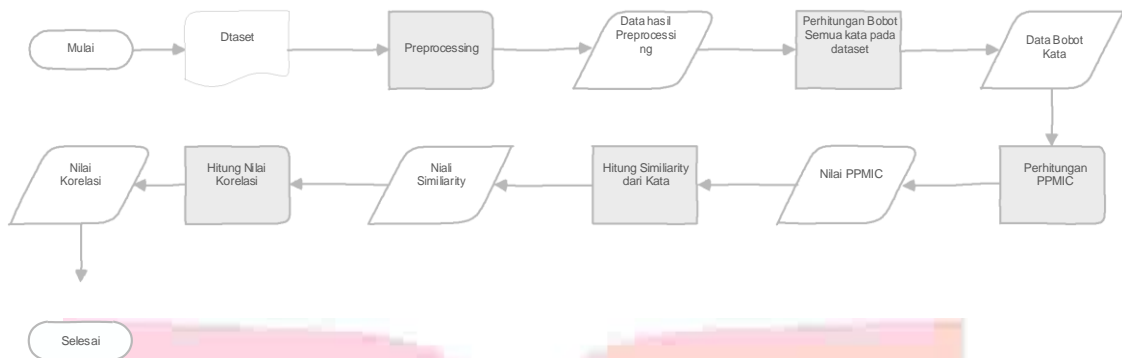 Mulai
Dtaset
Preprocessing
Data hasil
Preprocessi
ng
Perhitungan Bobot
Semua kata pada
dataset
Data Bobot
Kata
Perhitungan
PPMIC
Nilai PPMIC
Hitung Similiarity
dari Kata
Niali
Similiarity
Hitung Nilai
Korelasi
Nilai
Korelasi
Selesai